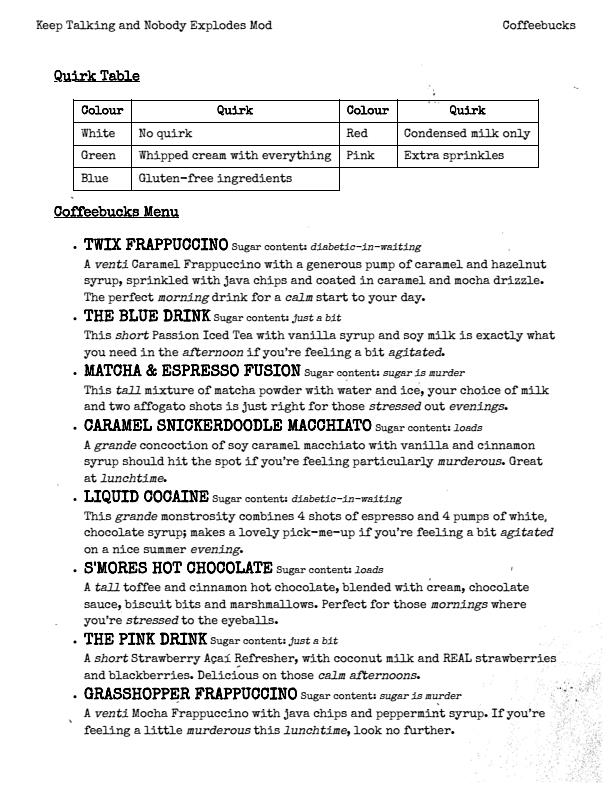 Keep Talking and Nobody Explodes Mod Coffeebucks
Quirk Table
Colour Quirk Colour Quirk
White No quirk Red Condensed milk only
Green Whipped cream with everything Pink Extra sprinkles
Blue Gluten-free ingredients
Coffeebucks Menu
• TWIX FRAPPUCCINO Sugar content: diabetic-in-waiting
A venti Caramel Frappuccino with a generous pump of caramel and hazelnut
syrup, sprinkled with java chips and coated in caramel and mocha drizzle.
The perfect morning drink for a calm start to your day.
• THE BLUE DRINK Sugar content: just a bit
This short Passion Iced Tea with vanilla syrup and soy milk is exactly what
you need in the afternoon if you're feeling a bit agitated.
• MATCHA & ESPRESSO FUSION Sugar content: sugar is murder
This tall mixture of matcha powder with water and ice, your choice of milk
and two affogato shots is just right for those stressed out evenings.
• CARAMEL SNICKERDOODLE MACCHIATO Sugar content: loads
A grande concoction of soy caramel macchiato with vanilla and cinnamon
syrup should hit the spot if you're feeling particularly murderous. Great
at lunchtime.
• LIQUID COCAINE Sugar content: diabetic-in-waiting
This grande monstrosity combines 4 shots of espresso and 4 pumps of white,
chocolate syrup; makes a lovely pick-me-up if you're feeling a bit agitated
on a nice summer evening.
• S'MORES HOT CHOCOLATE Sugar content: loads
A tall toffee and cinnamon hot chocolate, blended with cream, chocolate
sauce, biscuit bits and marshmallows. Perfect for those mornings where
you're stressed to the eyeballs.
• THE PINK DRINK Sugar content: just a bit
A short Strawberry Açaí Refresher, with coconut milk and REAL strawberries
and blackberries. Delicious on those calm afternoons.
• GRASSHOPPER FRAPPUCCINO Sugar content: sugar is murder
A venti Mocha Frappuccino with java chips and peppermint syrup. If you're
feeling a little murderous this lunchtime, look no further.